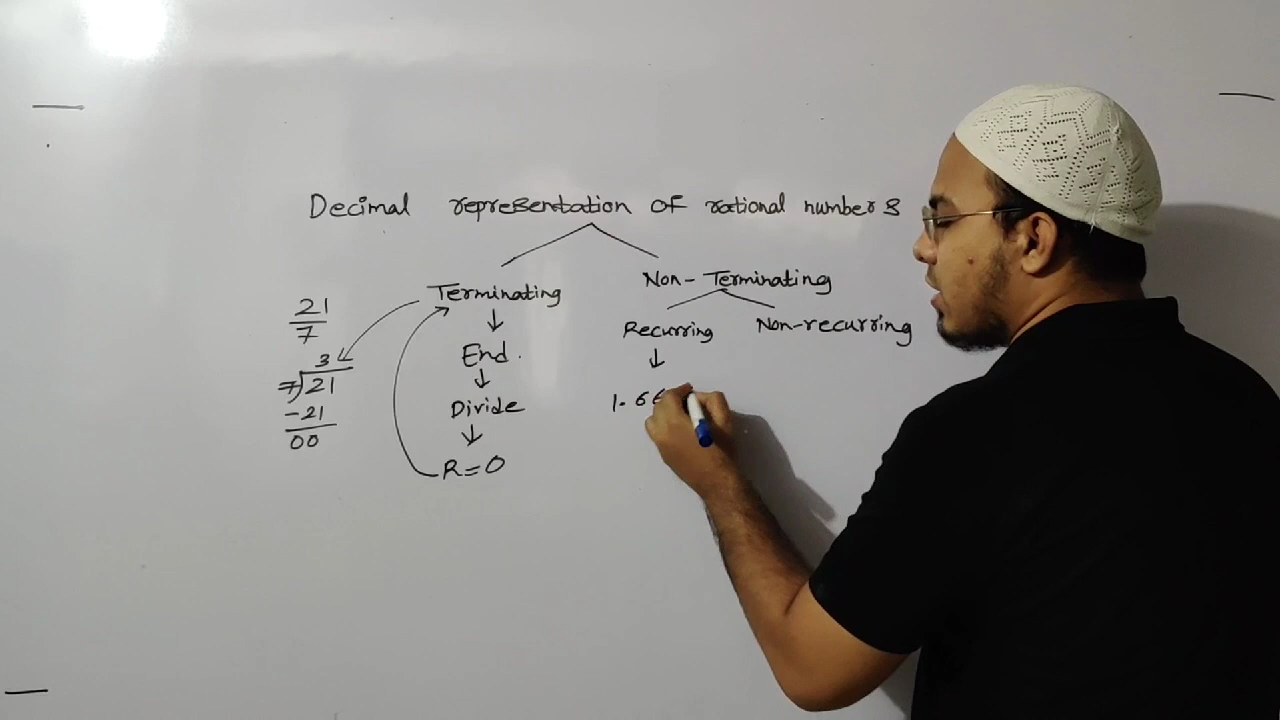 Decimal representation of rational numbers
Terminating
Non-Terminating
Recurring
Non-recurring
End.
Divide
R=0
1.66
21
7
3
7)21
-21
00